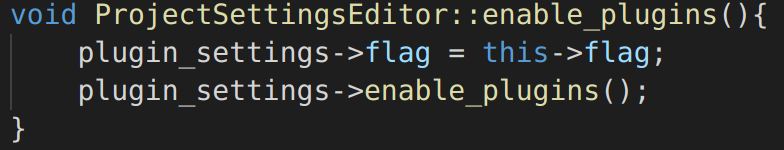 void ProjectSettingsEditor::enable_plugins(){
    plugin_settings->flag = this->flag;
    plugin_settings->enable_plugins();
}